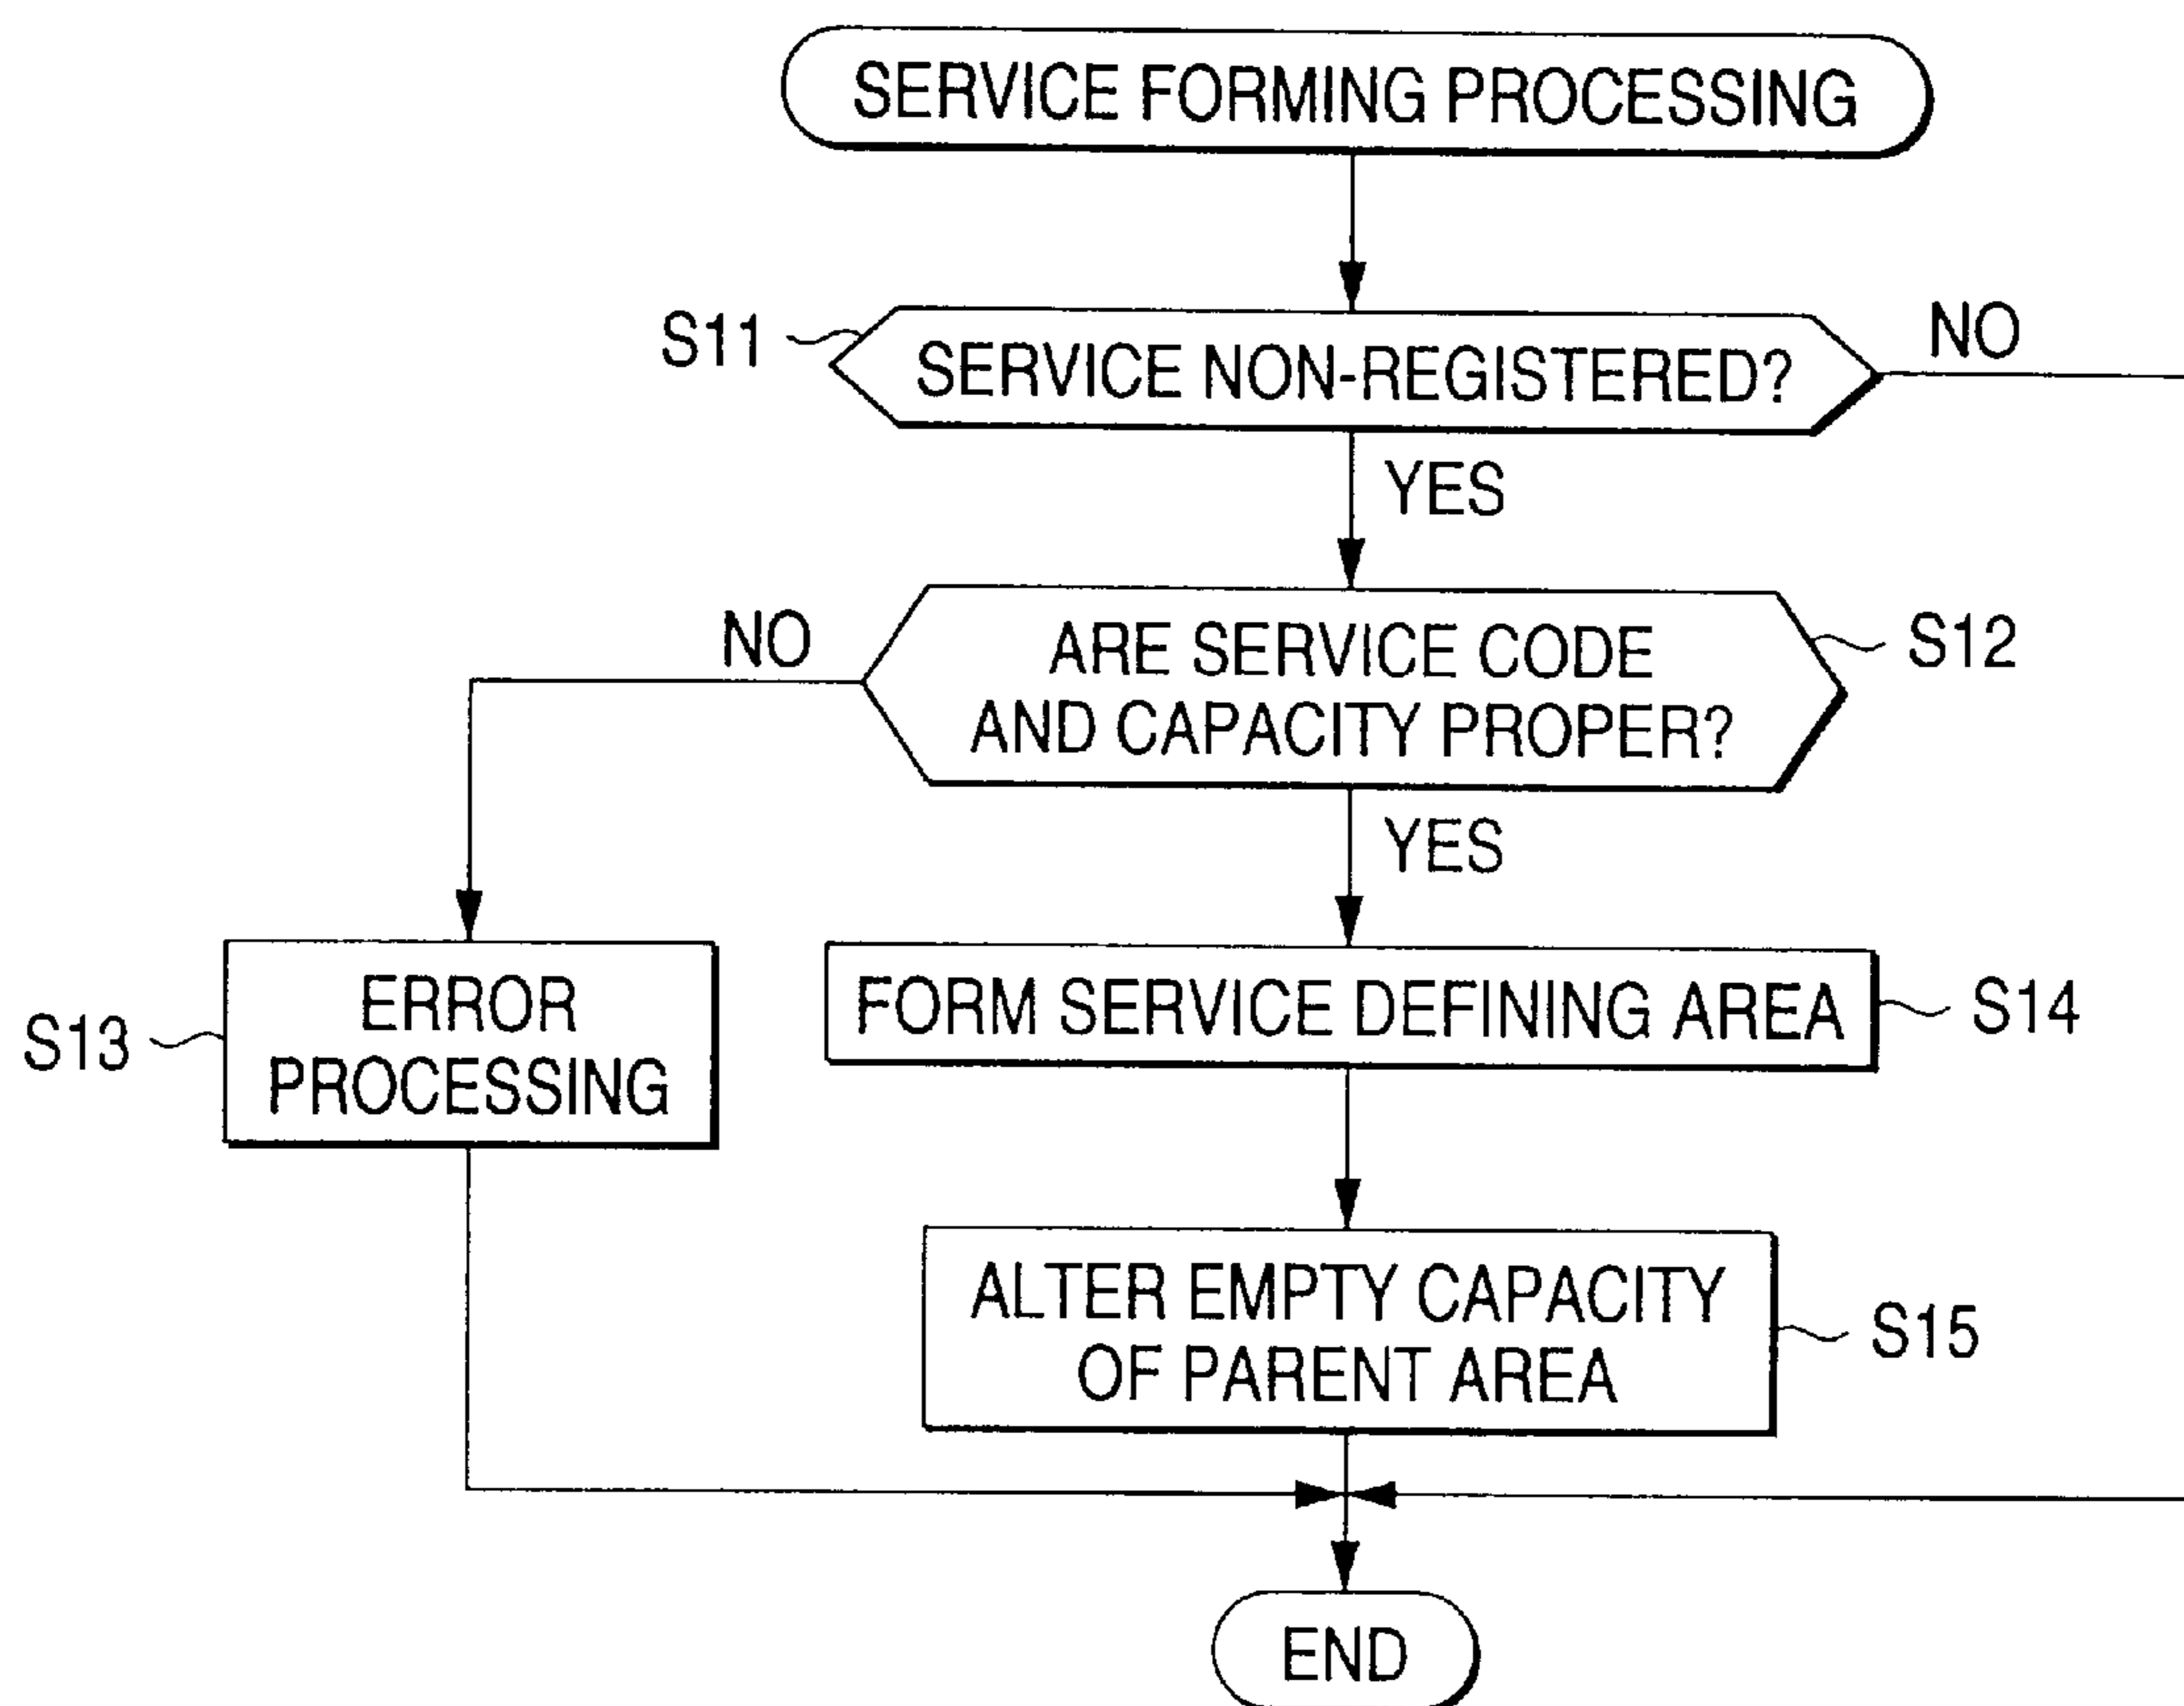 SERVICE FORMING PROCESSING
S11
SERVICE NON-REGISTERED?
NO
YES
NO
ARE SERVICE CODE
AND CAPACITY PROPER?
S12
YES
S13
ERROR
PROCESSING
FORM SERVICE DEFINING AREA
S14
ALTER EMPTY CAPACITY
OF PARENT AREA
S15
END